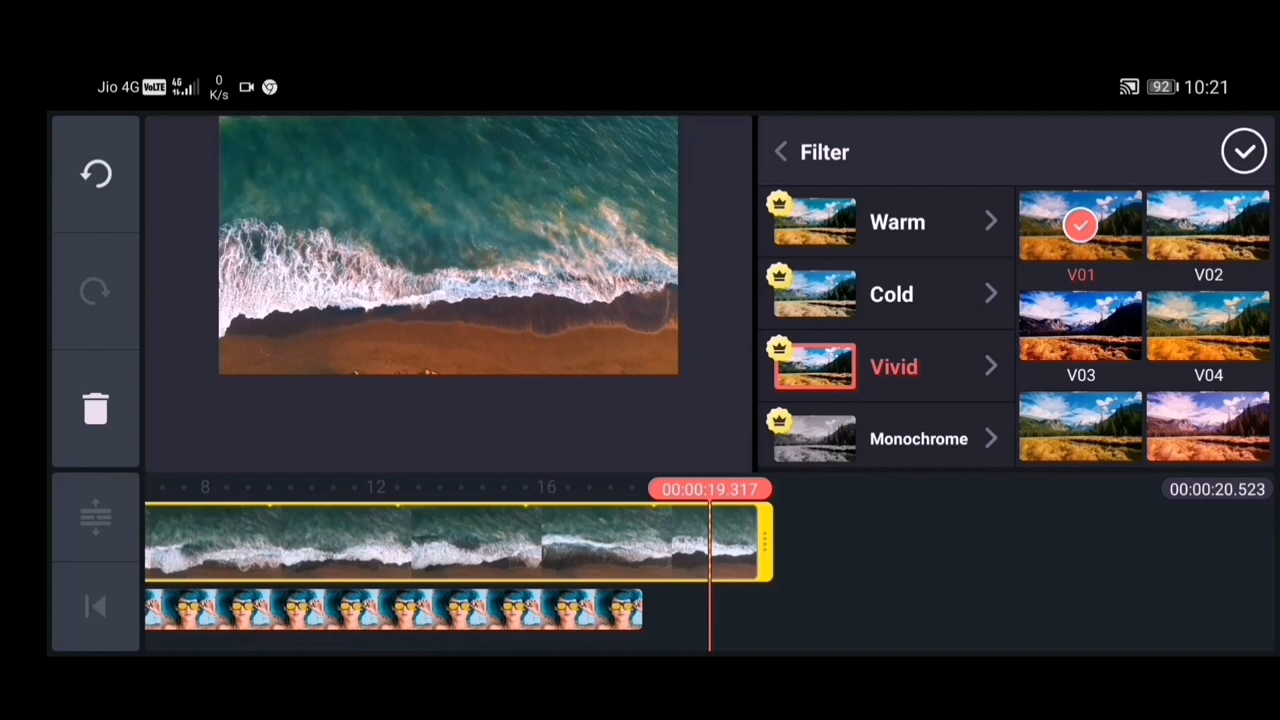 Jio 4G VoLTE 4G 0 K/s
92 10:21
Filter
Warm
Cold
Vivid
Monochrome
V01 V02
V03 V04
8 12 16 00:00:19.317 00:00:20.523